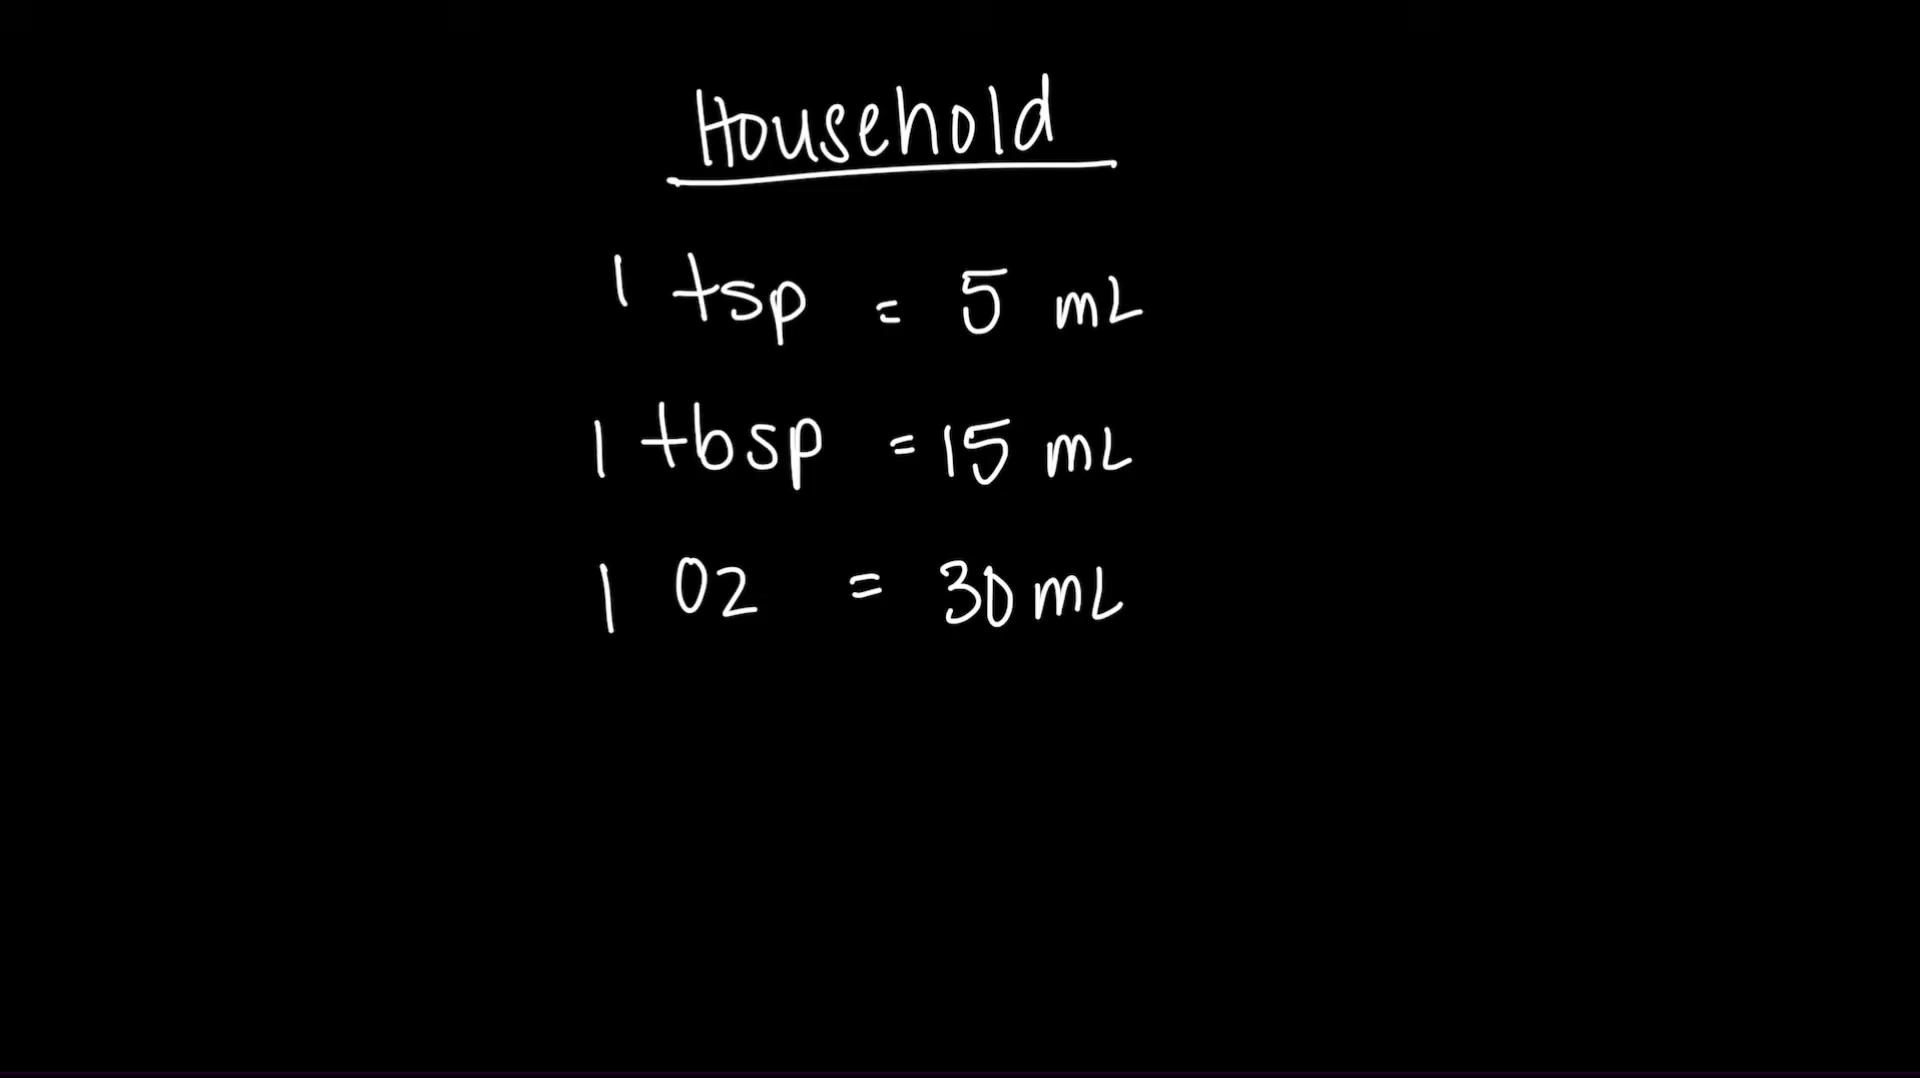 Household
1 tsp = 5 mL
1 tbsp = 15 mL
1 oz = 30 mL